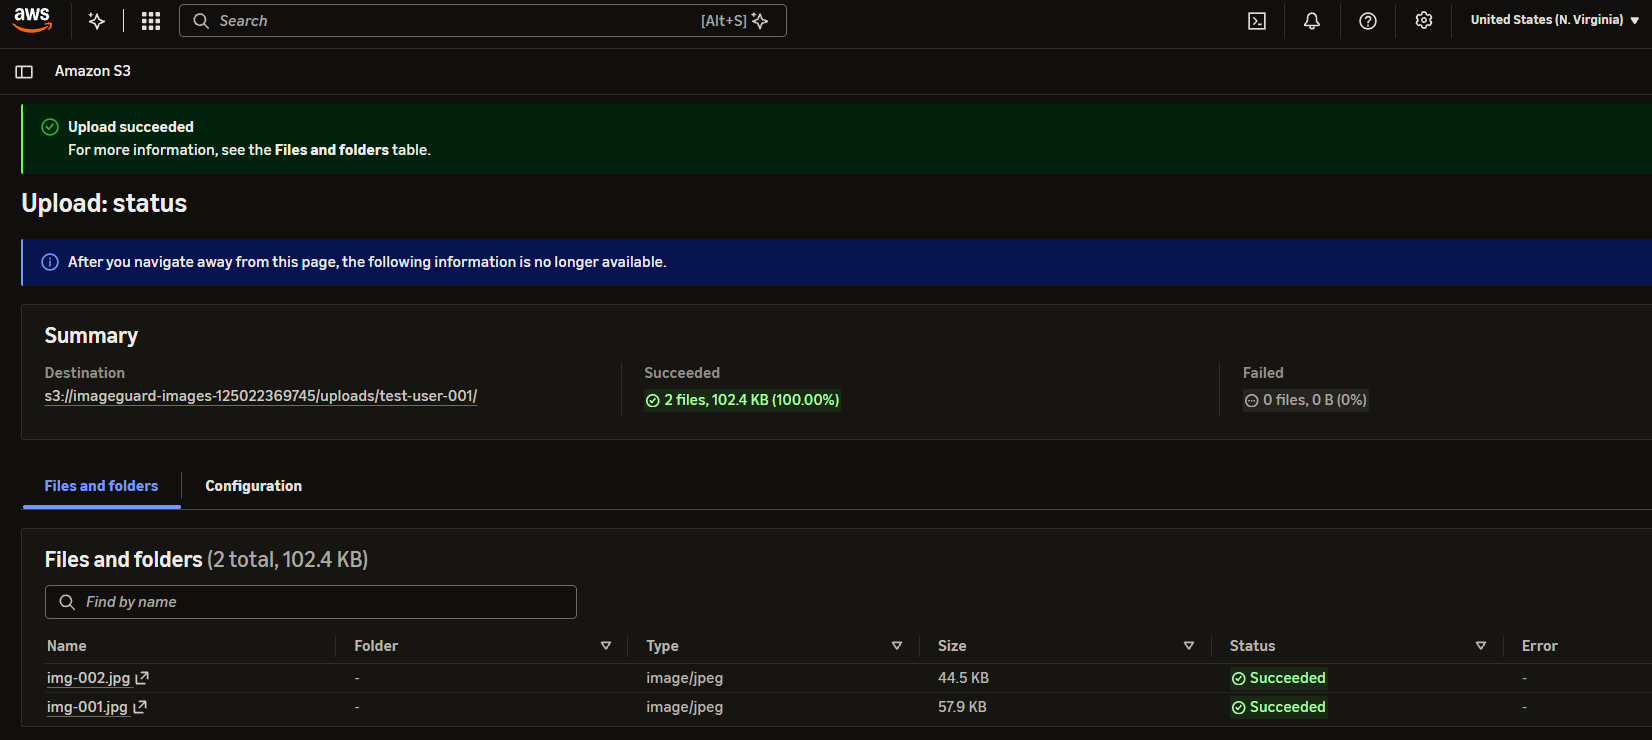 aws
Search [Alt+S]
United States (N. Virginia)
Amazon S3
Upload succeeded
For more information, see the Files and folders table.
Upload: status
After you navigate away from this page, the following information is no longer available.
Summary
Destination
s3://imageguard-images-125022369745/uploads/test-user-001/
Succeeded
2 files, 102.4 KB (100.00%)
Failed
0 files, 0 B (0%)
Files and folders
Configuration
Files and folders (2 total, 102.4 KB)
Find by name
Name Folder Type Size Status Error
img-002.jpg - image/jpeg 44.5 KB Succeeded -
img-001.jpg - image/jpeg 57.9 KB Succeeded -